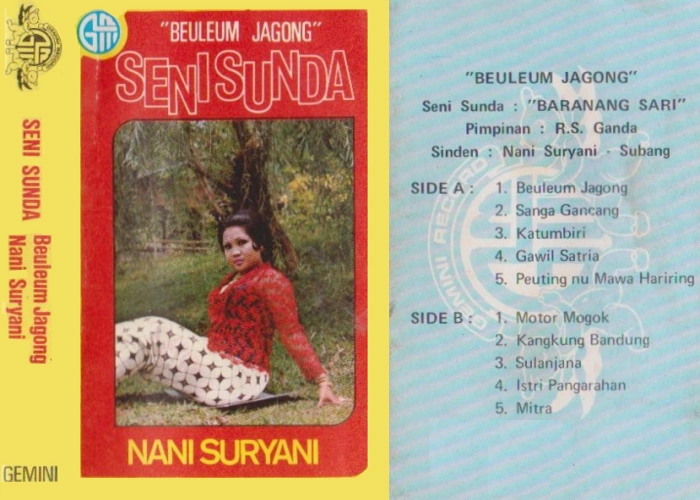 SENI SUNDA Beuleum Jagong
Nani Suryani
GEMINI
"BEULEUM JAGONG"
SENI SUNDA
NANI SURYANI
"BEULEUM JAGONG"
Seni Sunda : "BARANANG SARI"
Pimpinan : R.S. Ganda
Sinden : Nani Suryani - Subang
SIDE A : 1. Beuleum Jagong
2. Sanga Gancang
3. Katumbiri
4. Gawil Satria
5. Peuting nu Mawa Hariring
SIDE B : 1. Motor Mogok
2. Kangkung Bandung
3. Sulanjana
4. Istri Pangarahan
5. Mitra
GEMINI RECORD